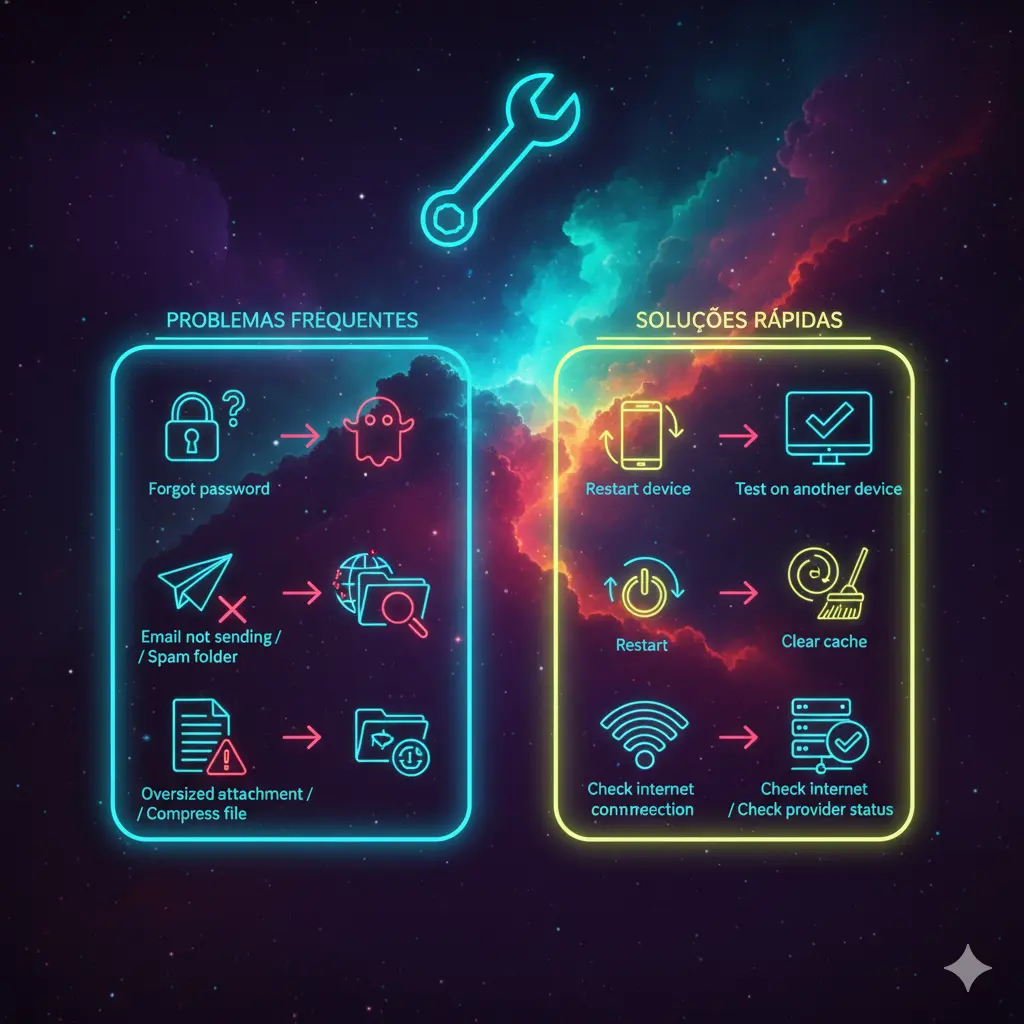 PROBLEMAS FREQUENTES
Forgot password
Email not sending /
/ Spam folder
Oversized attachment /
/ Compress file
SOLUÇÕES RÁPIDAS
Restart device
Test on another device
Restart
Clear cache
Check internet
connreection
Check internet
/ Check provider status